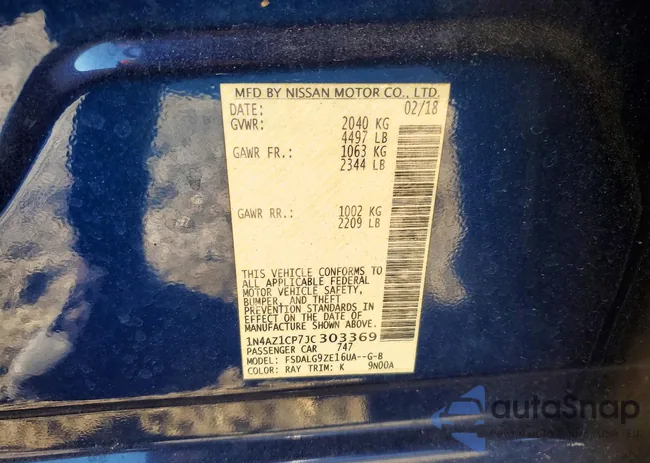 MFD BY NISSAN MOTOR CO., LTD.
DATE: 02/18
GVWR: 2040 KG
4497 LB
GAWR FR.: 1063 KG
2344 LB
GAWR RR.: 1002 KG
2209 LB
THIS VEHICLE CONFORMS TO
ALL APPLICABLE FEDERAL
MOTOR VEHICLE SAFETY,
BUMPER, AND THEFT
PREVENTION STANDARDS IN
EFFECT ON THE DATE OF
MANUFACTURE SHOWN ABOVE.
1N4AZ1CP7JC303369
PASSENGER CAR 747
MODEL: FSDALG9ZE16UA--G-B
COLOR: RAY TRIM: K 9N00A
autoSnap